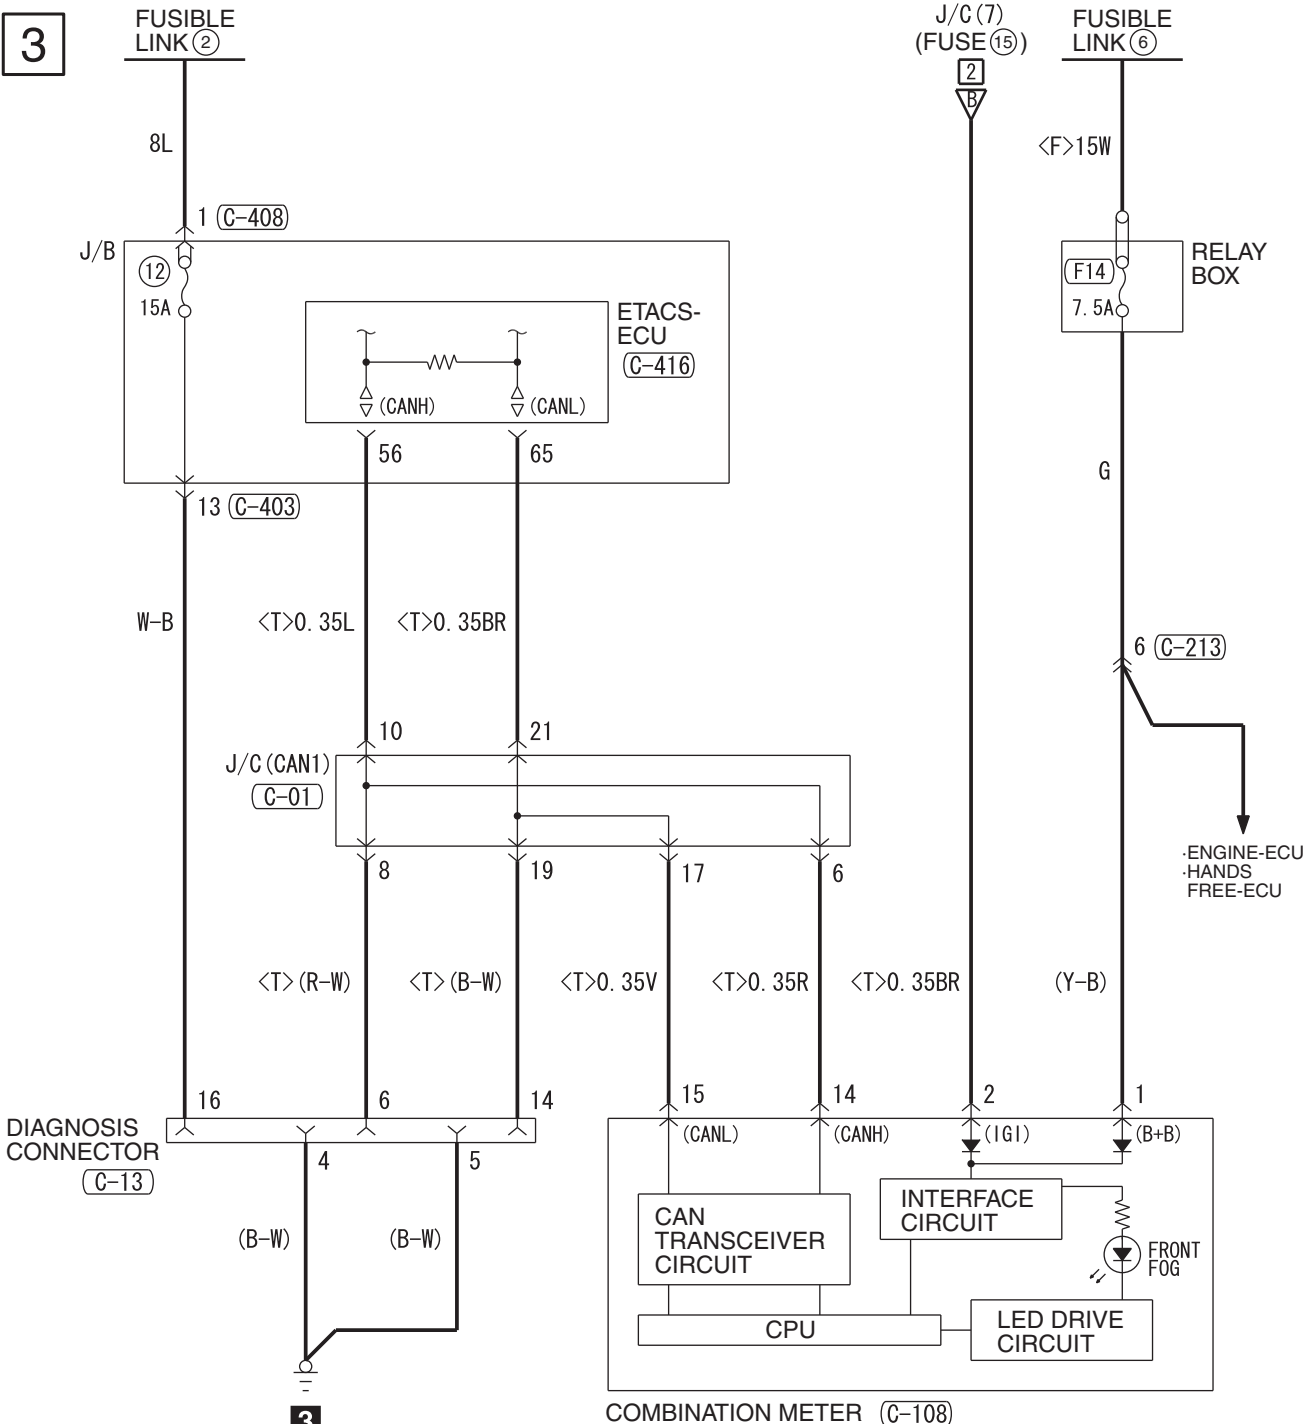 3
FUSIBLE
LINK②
J/C(7)
(FUSE⑮)
2
B
FUSIBLE
LINK⑥
8L
<F>15W
1 C-408
J/B
12
15A
ETACS-
ECU
C-416
(CANH)
(CANL)
RELAY
BOX
F14
7.5A
56
65
13 C-403
G
W-B
<T>0.35L
<T>0.35BR
6 C-213
10
21
J/C(CAN1)
C-01
8
19
17
6
·ENGINE-ECU
·HANDS
FREE-ECU
<T>(R-W)
<T>(B-W)
<T>0.35V
<T>0.35R
<T>0.35BR
(Y-B)
16
6
14
15
14
2
1
DIAGNOSIS
CONNECTOR
C-13
4
5
(CANL)
(CANH)
(IGI)
(B+B)
(B-W)
(B-W)
CAN
TRANSCEIVER
CIRCUIT
INTERFACE
CIRCUIT
FRONT
FOG
CPU
LED DRIVE
CIRCUIT
3
COMBINATION METER C-108